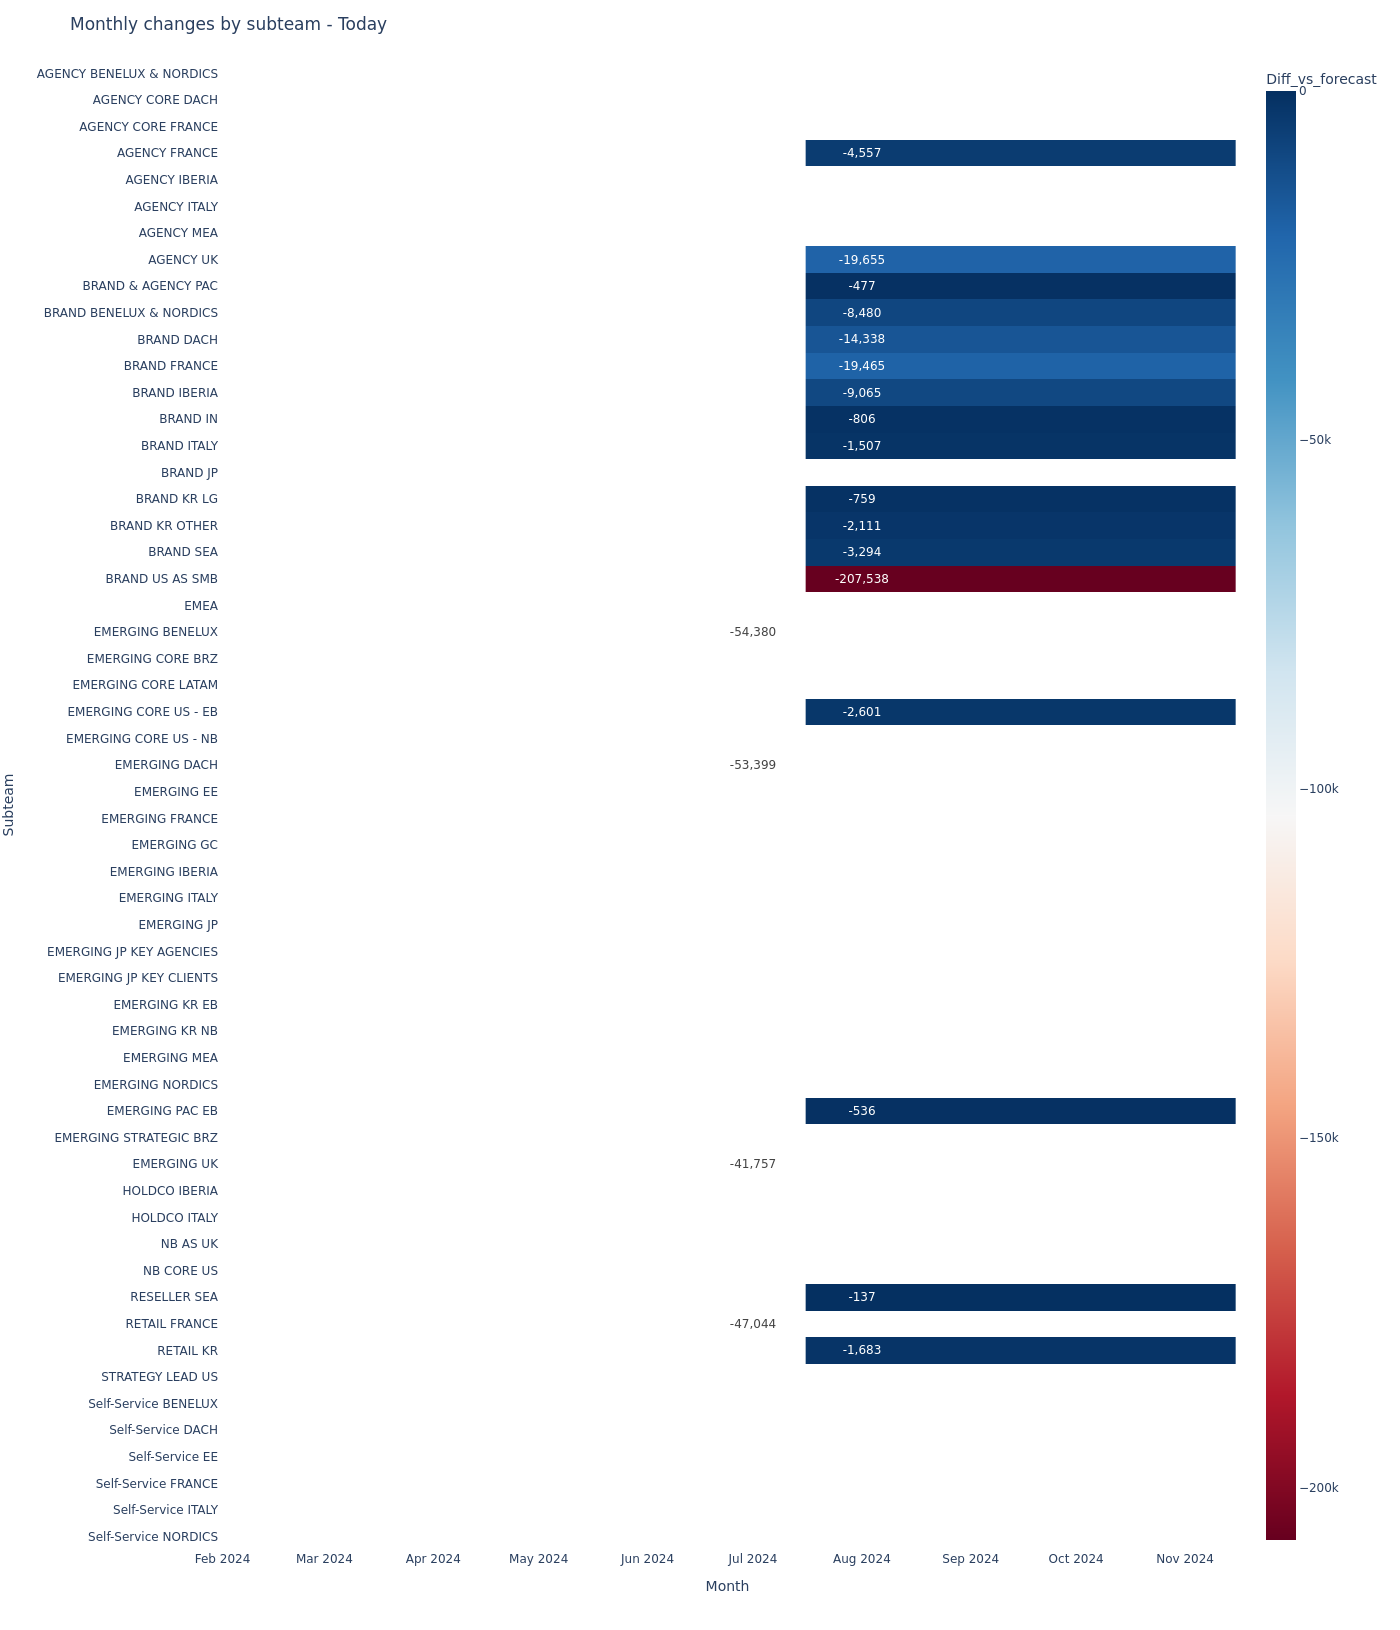 Monthly changes by subteam - Today
Diff_vs_forecast
AGENCY BENELUX & NORDICS
AGENCY CORE DACH
AGENCY CORE FRANCE
AGENCY FRANCE -4,557
AGENCY IBERIA
AGENCY ITALY
AGENCY MEA
AGENCY UK -19,655
BRAND & AGENCY PAC -477
BRAND BENELUX & NORDICS -8,480
BRAND DACH -14,338
BRAND FRANCE -19,465
BRAND IBERIA -9,065
BRAND IN -806
BRAND ITALY -1,507
BRAND JP
BRAND KR LG -759
BRAND KR OTHER -2,111
BRAND SEA -3,294
BRAND US AS SMB -207,538
EMEA
EMERGING BENELUX -54,380
EMERGING CORE BRZ
EMERGING CORE LATAM
EMERGING CORE US - EB -2,601
EMERGING CORE US - NB
EMERGING DACH -53,399
EMERGING EE
EMERGING FRANCE
EMERGING GC
EMERGING IBERIA
EMERGING ITALY
EMERGING JP
EMERGING JP KEY AGENCIES
EMERGING JP KEY CLIENTS
EMERGING KR EB
EMERGING KR NB
EMERGING MEA
EMERGING NORDICS
EMERGING PAC EB -536
EMERGING STRATEGIC BRZ
EMERGING UK -41,757
HOLDCO IBERIA
HOLDCO ITALY
NB AS UK
NB CORE US
RESELLER SEA -137
RETAIL FRANCE -47,044
RETAIL KR -1,683
STRATEGY LEAD US
Self-Service BENELUX
Self-Service DACH
Self-Service EE
Self-Service FRANCE
Self-Service ITALY
Self-Service NORDICS
Subteam
Feb 2024 Mar 2024 Apr 2024 May 2024 Jun 2024 Jul 2024 Aug 2024 Sep 2024 Oct 2024 Nov 2024
Month
0
−50k
−100k
−150k
−200k